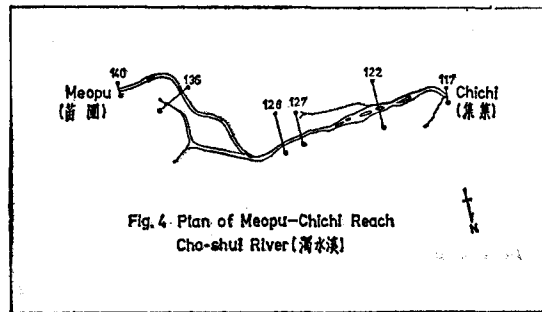 140
136
128
127
122
117
Meopu
(苗圃)
Chichi
(集集)
Fig. 4 Plan of Meopu-Chichi Reach
Cho-shui River(濁水溪)
N